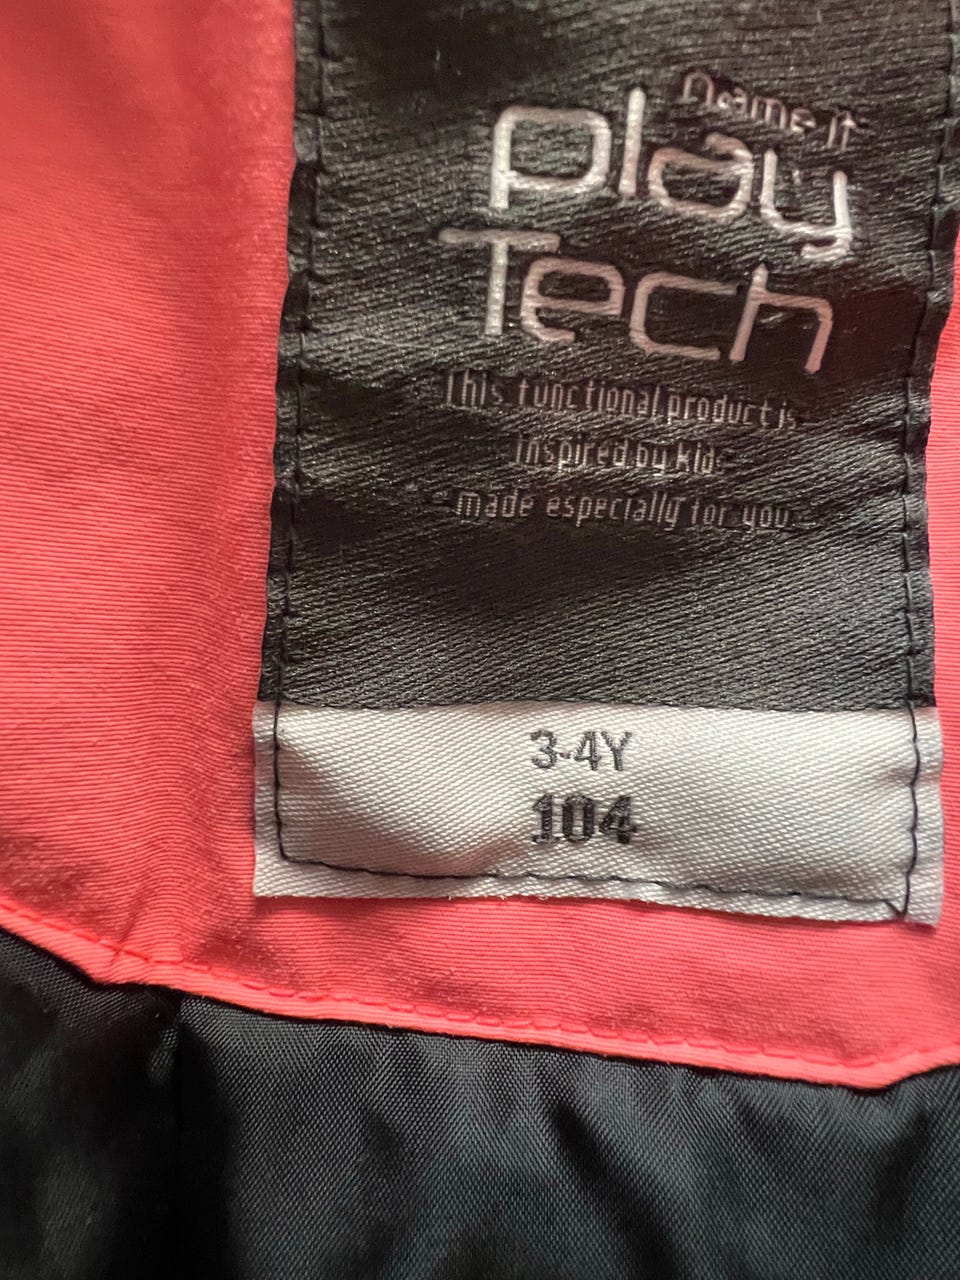 name it
play
Tech
This functional product is
inspired by kids
- made especially for you
3-4Y
104